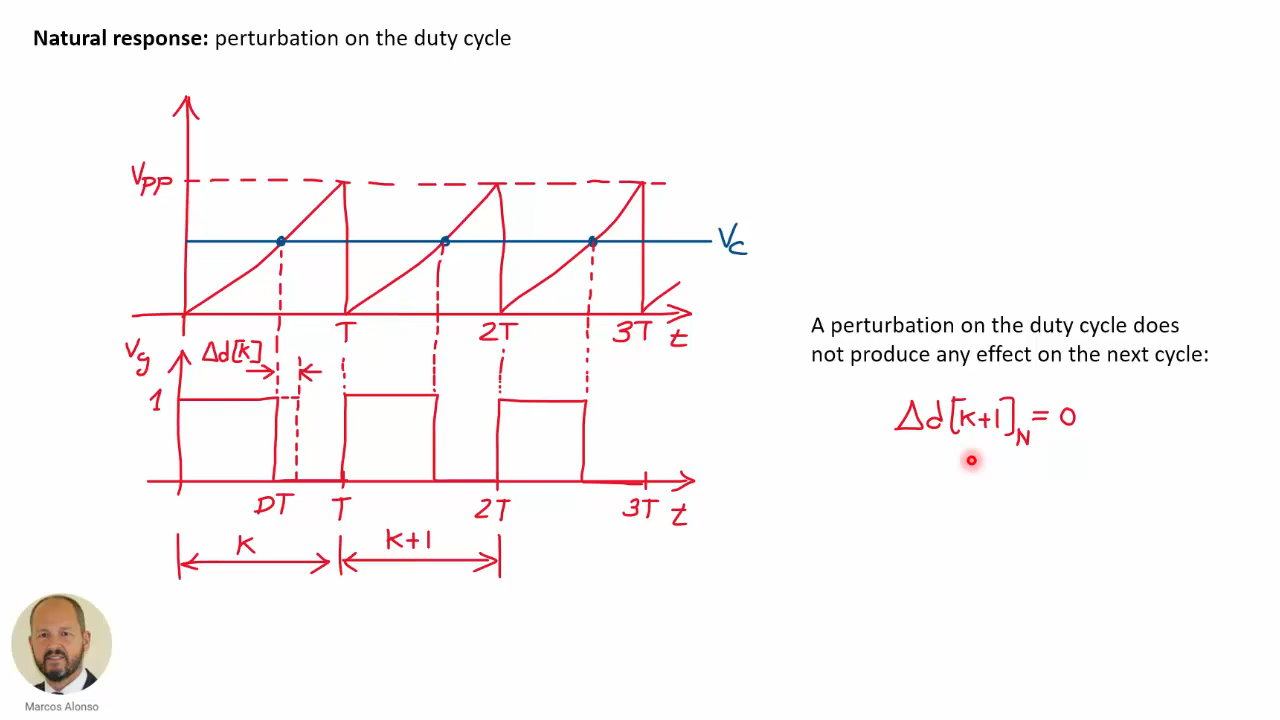 Natural response: perturbation on the duty cycle
Vpp
Vc
T 2T 3T t
Vg
Δd[k]
1
DT T 2T 3T t
k
k+1
A perturbation on the duty cycle does
not produce any effect on the next cycle:
Δd[k+1]N = 0
Marcos Alonso